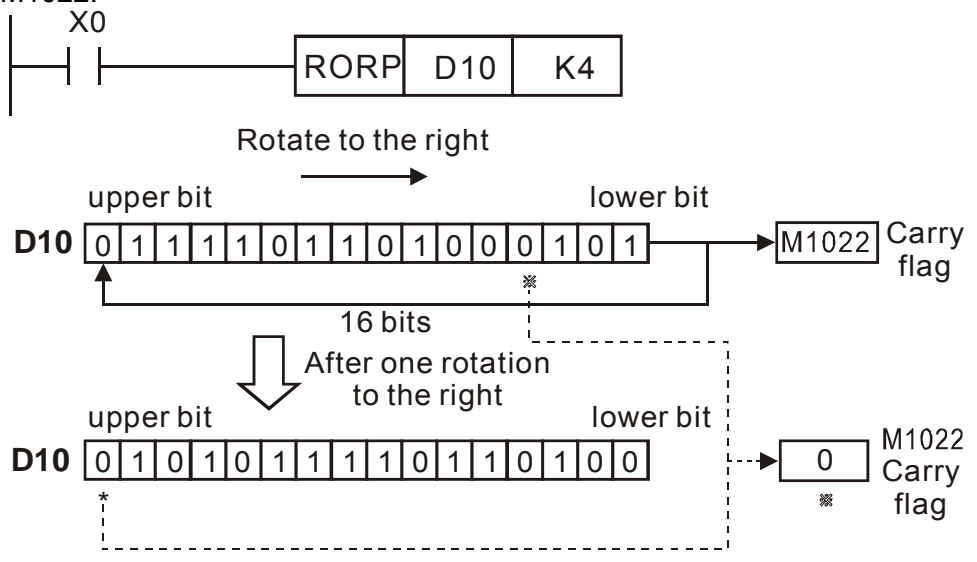 M1022.
X0
RORP D10 K4
Rotate to the right
upper bit lower bit
D10 0 1 1 1 1 0 1 1 0 1 0 0 0 1 0 1 M1022 Carry flag
※
16 bits
After one rotation
to the right
upper bit lower bit
D10 0 1 0 1 0 1 1 1 1 0 1 1 0 1 0 0 0 M1022 Carry flag
* ※